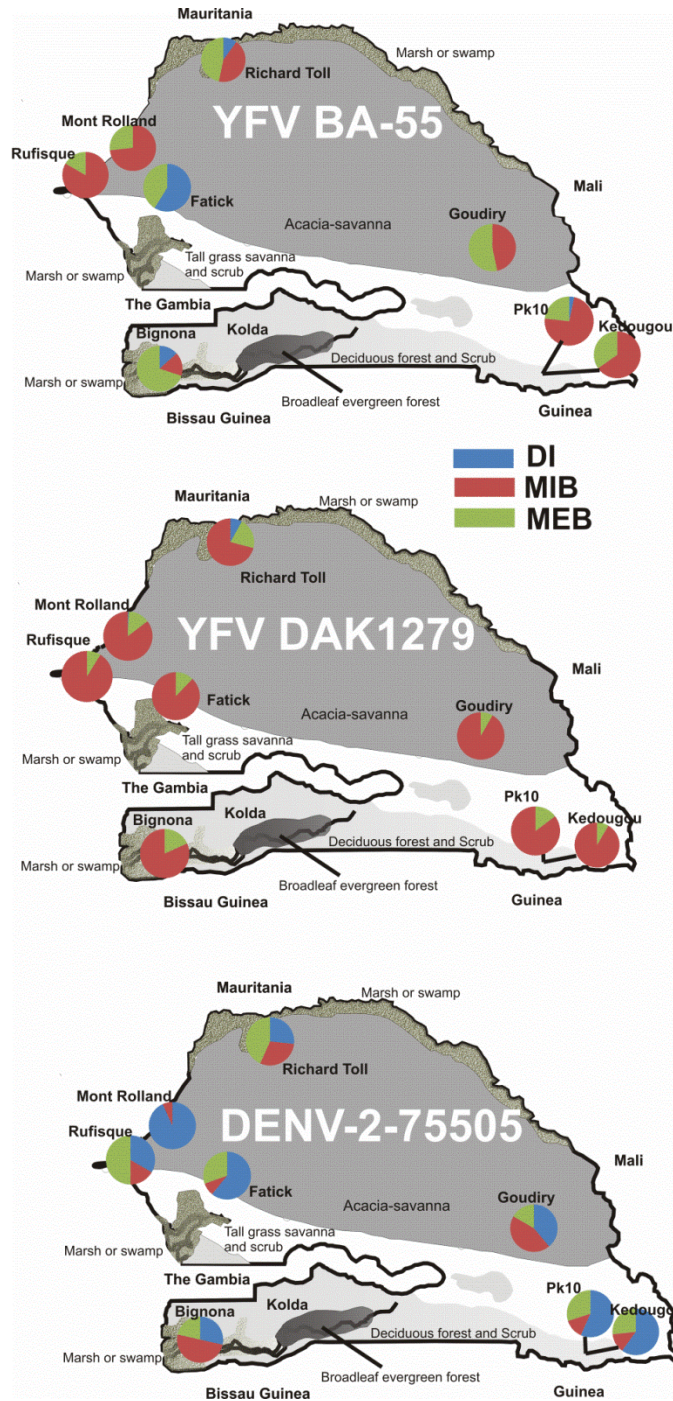 Mauritania
Marsh or swamp
Richard Toll
YFV BA-55
Mont Rolland
Rufisque
Fatick
Mali
Goudiry
Acacia-savanna
Tall grass savanna
and scrub
Marsh or swamp
The Gambia
Pk10
Kedougou
Bignona
Kolda
Deciduous forest and Scrub
Marsh or swamp
Broadleaf evergreen forest
Guinea
Bissau Guinea
DI
MIB
MEB
Mauritania
Marsh or swamp
Richard Toll
Mont Rolland
YFV DAK1279
Rufisque
Mali
Fatick
Goudiry
Acacia-savanna
Tall grass savanna
and scrub
Marsh or swamp
The Gambia
Pk10
Kedougou
Bignona
Kolda
Deciduous forest and Scrub
Marsh or swamp
Broadleaf evergreen forest
Bissau Guinea
Guinea
Mauritania
Marsh or swamp
Richard Toll
Mont Rolland
DENV-2-75505
Rufisque
Mali
Fatick
Goudiry
Acacia-savanna
Tall grass savanna
and scrub
Marsh or swamp
The Gambia
Pk10
Kedougou
Bignona
Kolda
Deciduous forest and Scrub
Marsh or swamp
Broadleaf evergreen forest
Bissau Guinea
Guinea